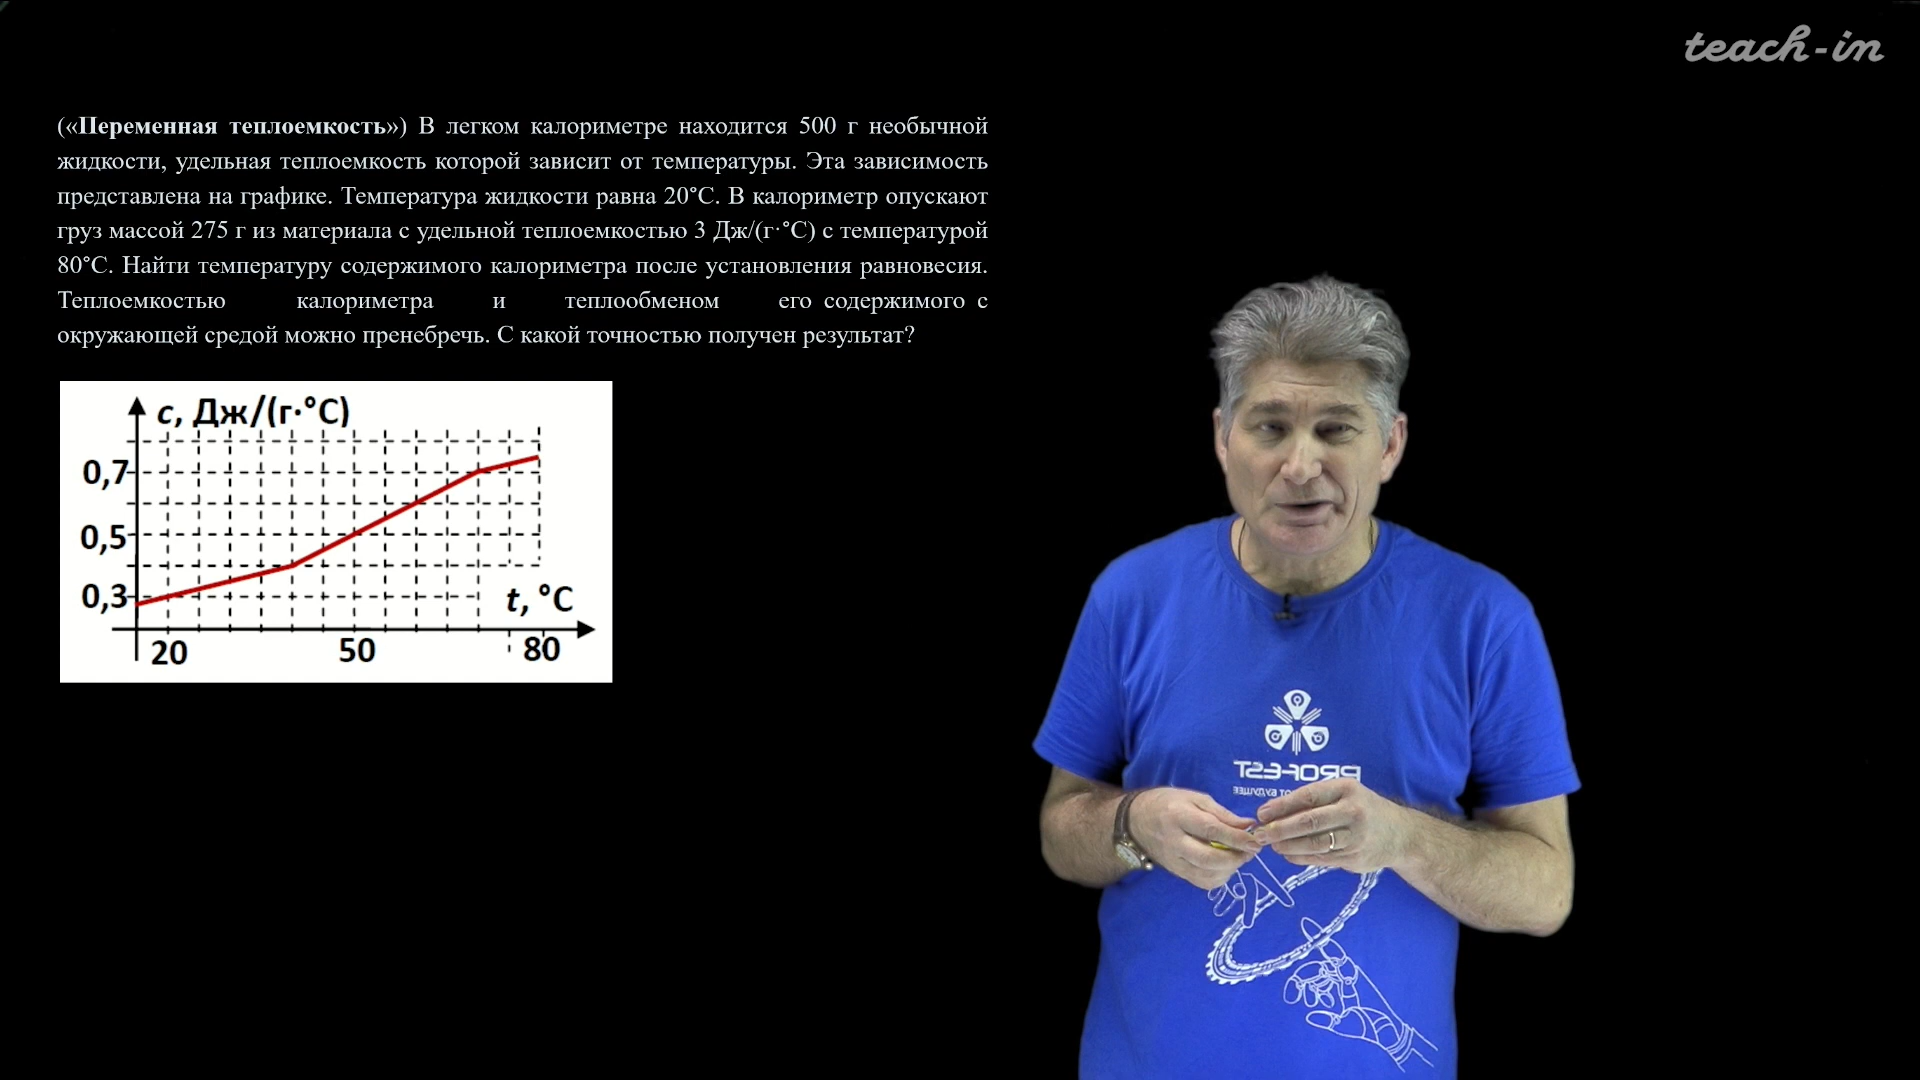 teach-in
(«Переменная теплоемкость») В легком калориметре находится 500 г необычной
жидкости, удельная теплоемкость которой зависит от температуры. Эта зависимость
представлена на графике. Температура жидкости равна 20°С. В калориметр опускают
груз массой 275 г из материала с удельной теплоемкостью 3 Дж/(г·°С) с температурой
80°С. Найти температуру содержимого калориметра после установления равновесия.
Теплоемкостью калориметра и теплообменом его содержимого с
окружающей средой можно пренебречь. С какой точностью получен результат?
c, Дж/(г·°С)
0,7
0,5
0,3
t, °С
20 50 80
PROFEST
БУДУЩЕЕ